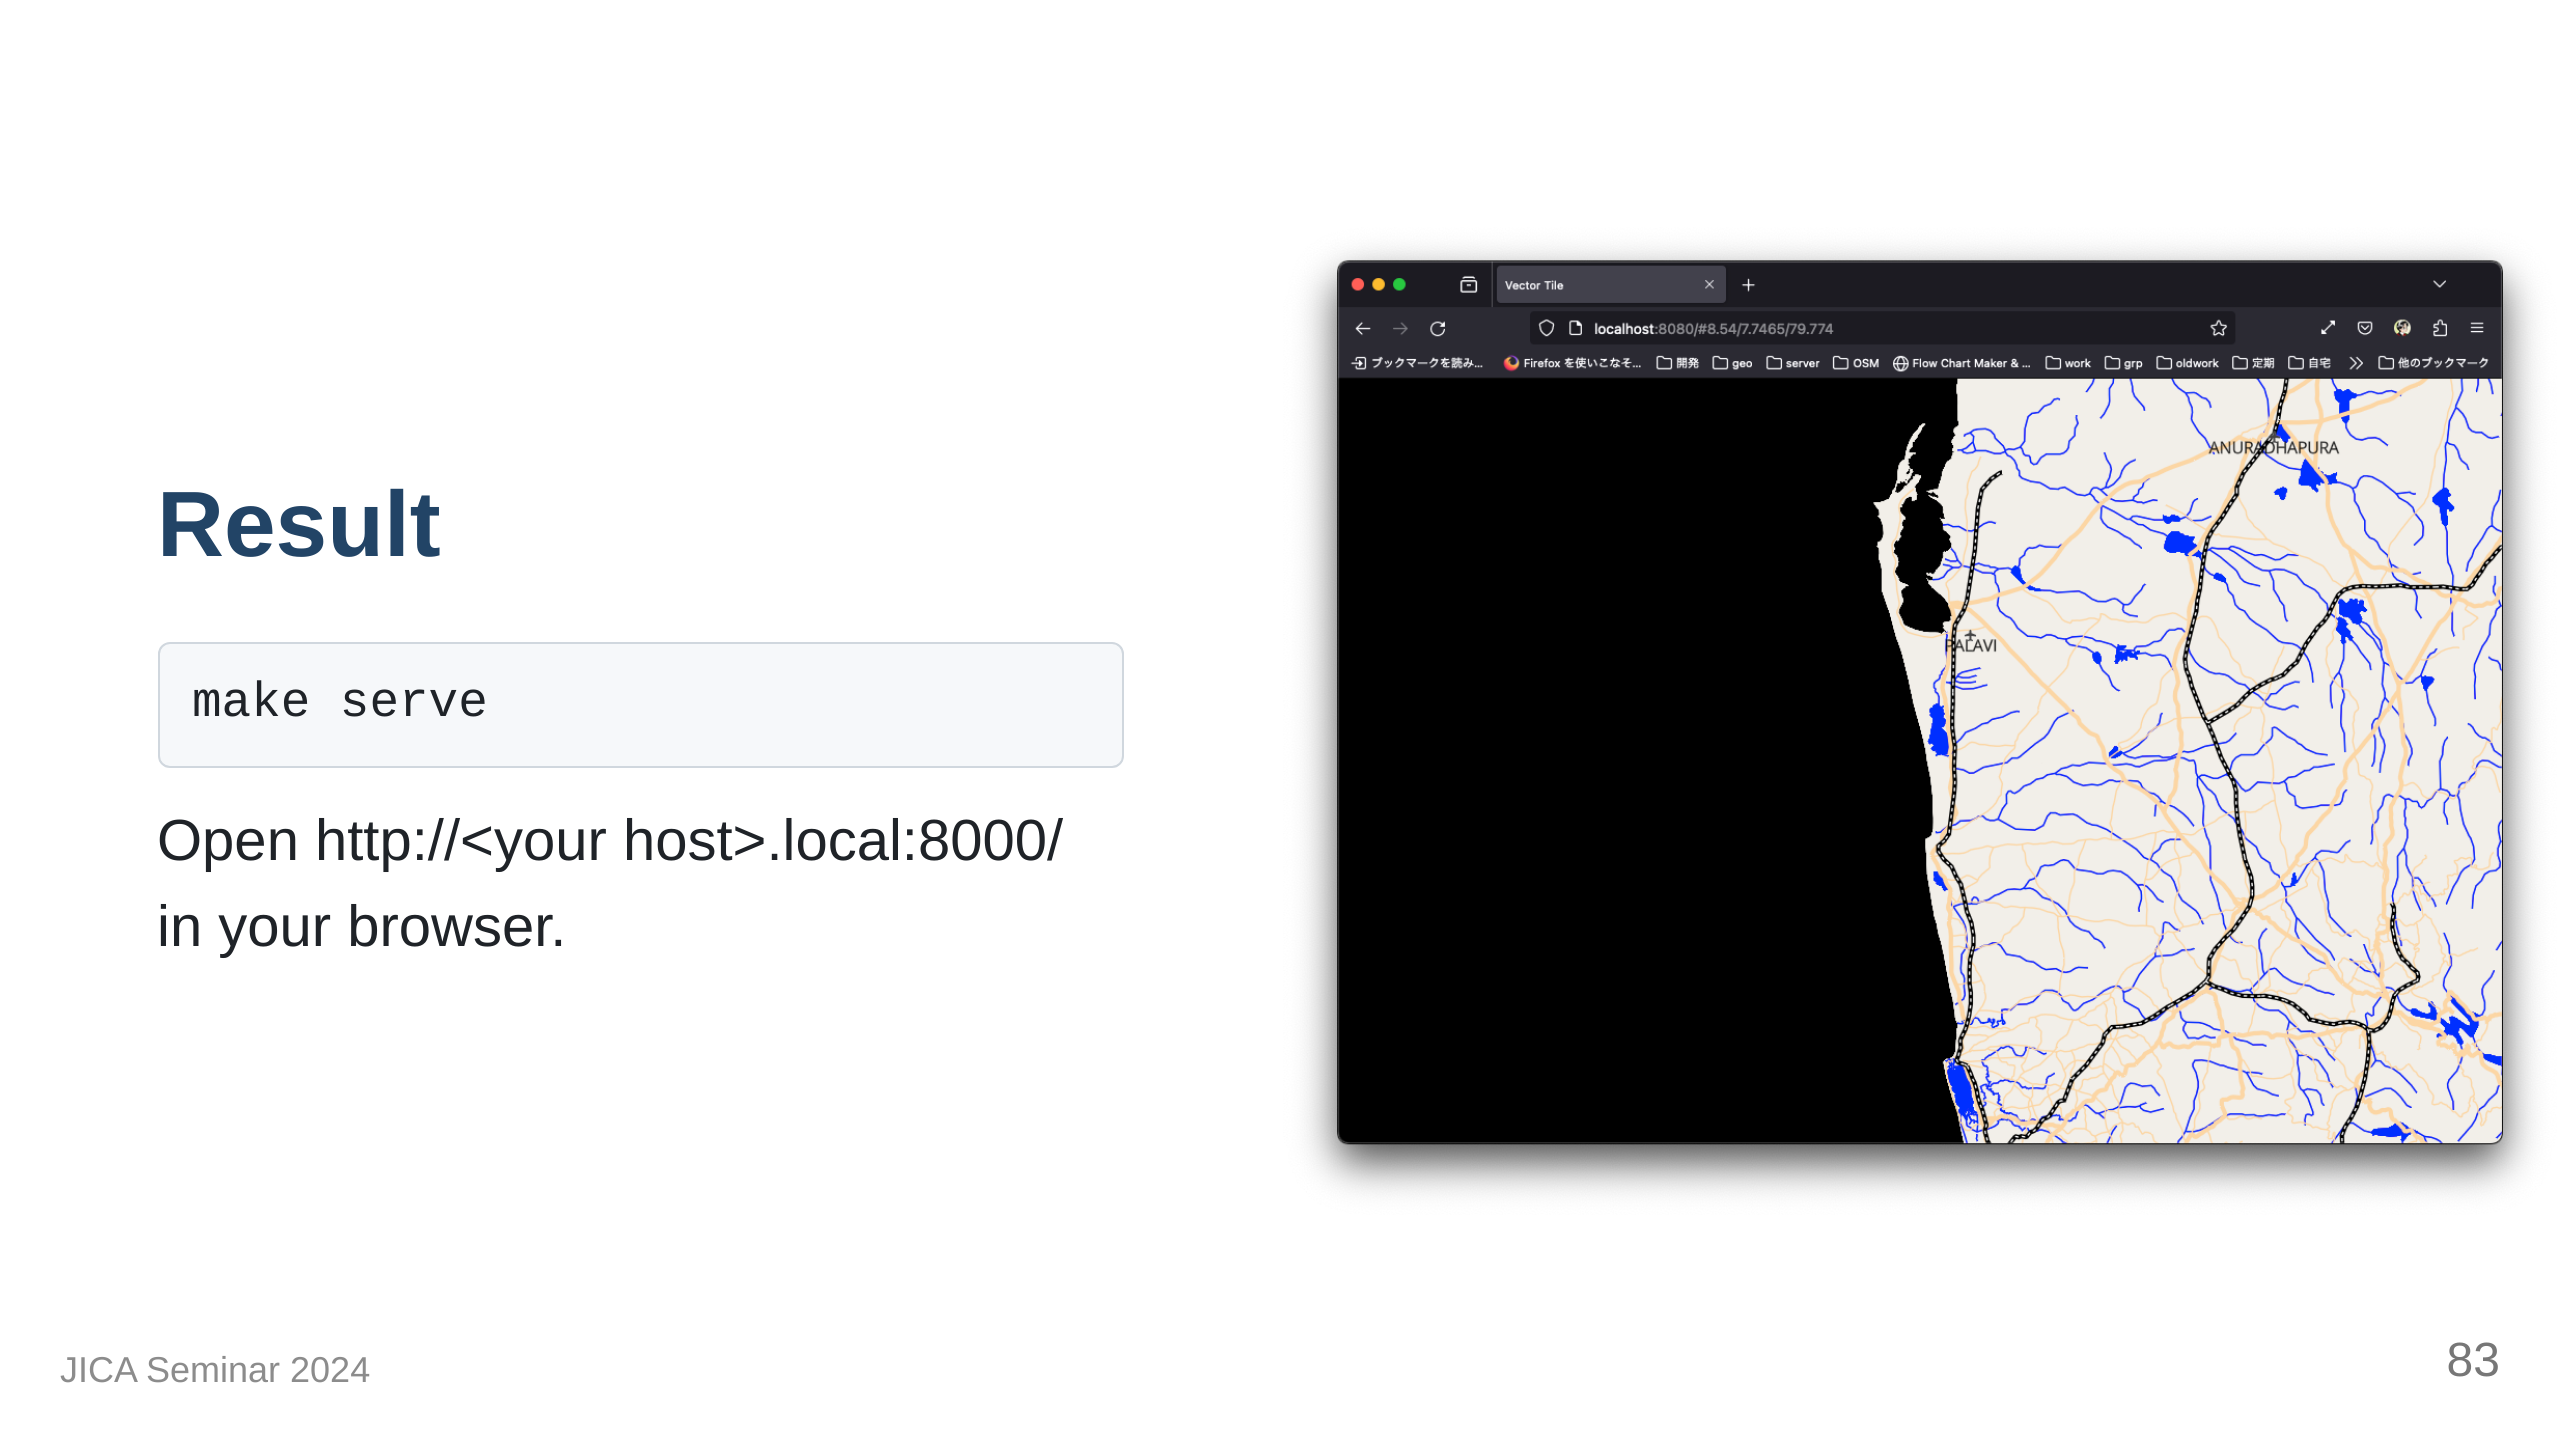 Result
make serve
Open http://<your host>.local:8000/
in your browser.
Vector Tile
localhost:8080/#8.54/7.7465/79.774
ブックマークを読み... Firefox を使いこなそ... 開発 geo server OSM Flow Chart Maker & ... work grp oldwork 定期 自宅 他のブックマーク
ANURADHAPURA
PALAVI
JICA Seminar 2024
83